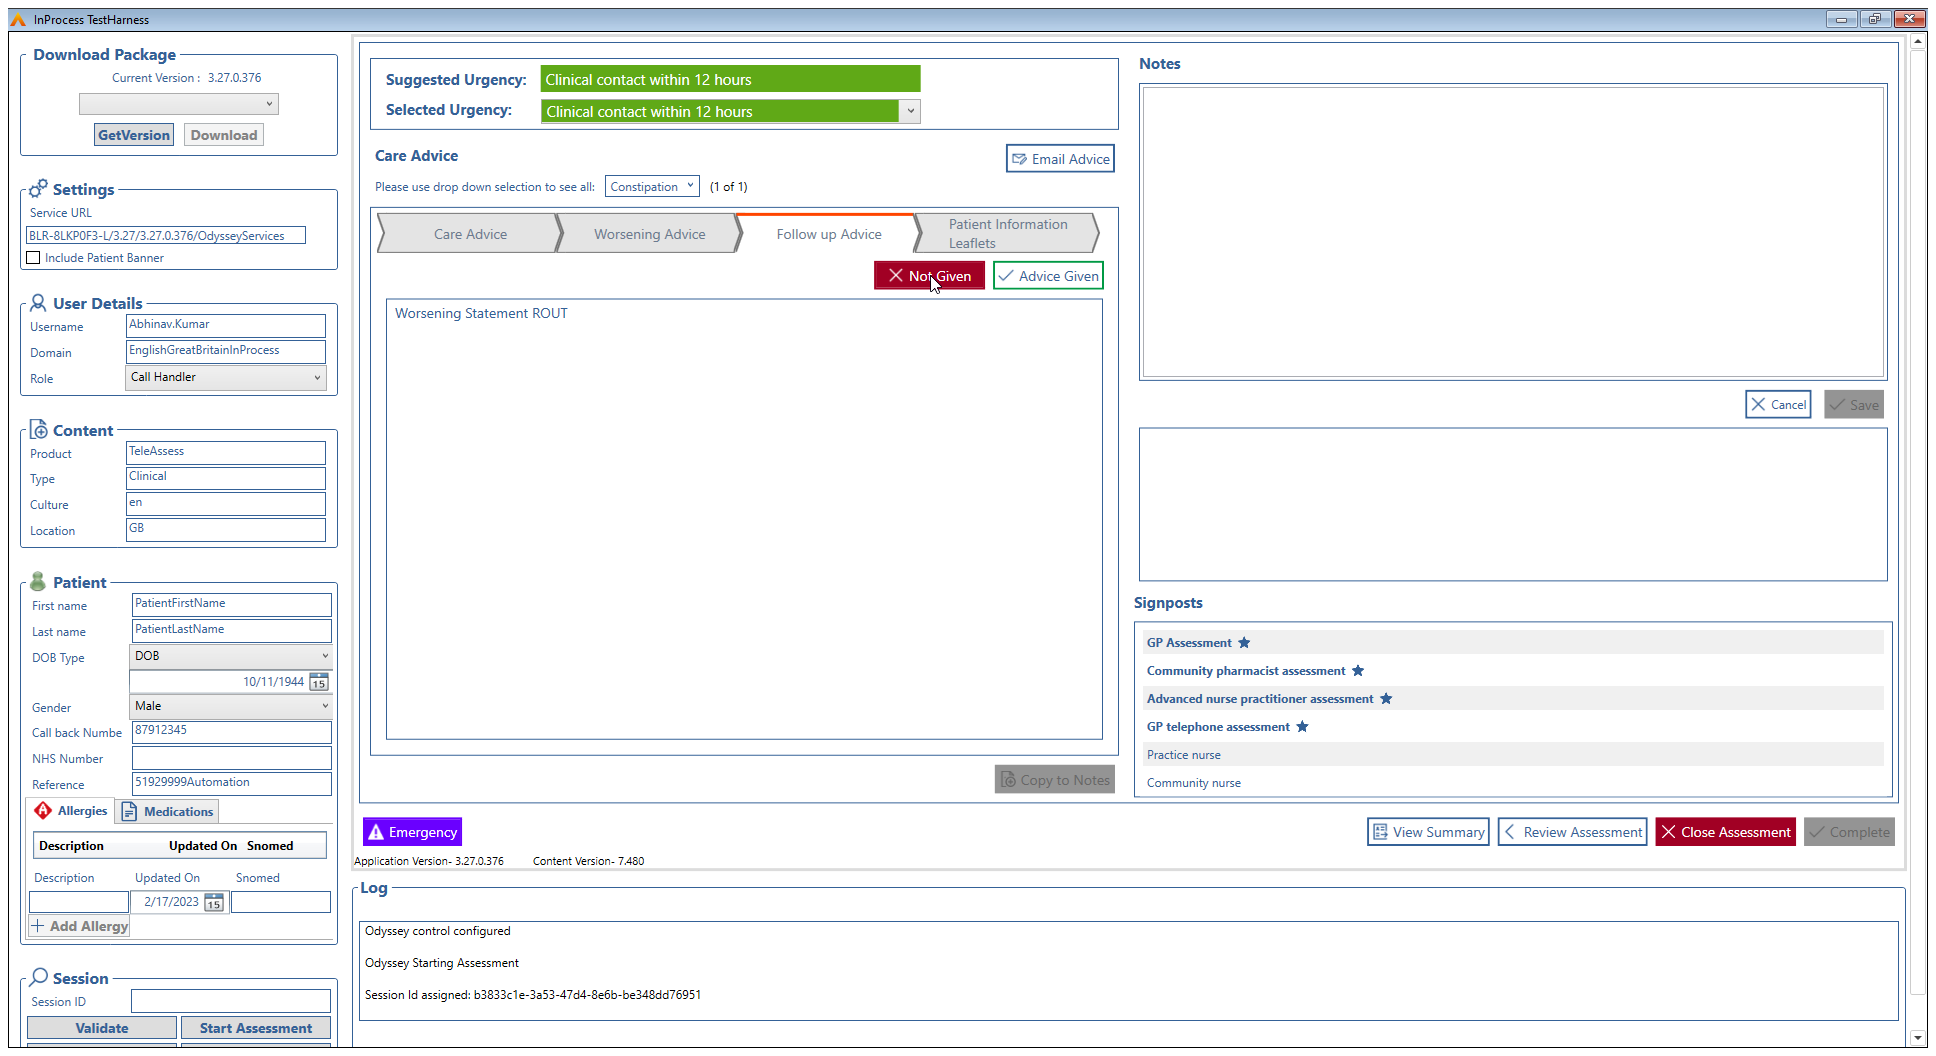 InProcess TestHarness
Download Package
Current Version : 3.27.0.376
GetVersion
Download
Settings
Service URL
BLR-8LKP0F3-L/3.27/3.27.0.376/OdysseyServices
Include Patient Banner
User Details
Username Abhinav.Kumar
Domain EnglishGreatBritainInProcess
Role Call Handler
Content
Product TeleAssess
Type Clinical
Culture en
Location GB
Patient
First name PatientFirstName
Last name PatientLastName
DOB Type DOB
10/11/1944 15
Gender Male
Call back Numbe 87912345
NHS Number
Reference 51929999Automation
Allergies Medications
Description Updated On Snomed
Description Updated On Snomed
2/17/2023 15
Add Allergy
Session
Session ID
Validate Start Assessment
Suggested Urgency: Clinical contact within 12 hours
Selected Urgency: Clinical contact within 12 hours
Care Advice
Email Advice
Please use drop down selection to see all: Constipation (1 of 1)
Care Advice
Worsening Advice
Follow up Advice
Patient Information
Leaflets
Not Given
Advice Given
Worsening Statement ROUT
Copy to Notes
Notes
Cancel
Save
Signposts
GP Assessment
Community pharmacist assessment
Advanced nurse practitioner assessment
GP telephone assessment
Practice nurse
Community nurse
Emergency
View Summary
Review Assessment
Close Assessment
Complete
Application Version- 3.27.0.376 Content Version- 7.480
Log
Odyssey control configured
Odyssey Starting Assessment
Session Id assigned: b3833c1e-3a53-47d4-8e6b-be348dd76951